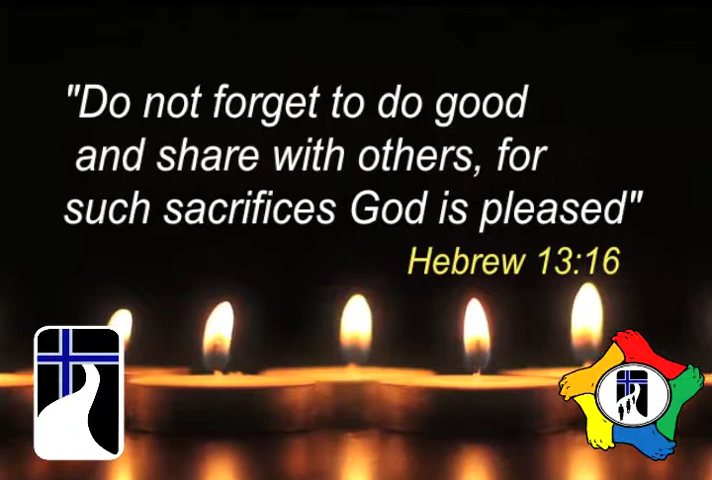 "Do not forget to do good
and share with others, for
such sacrifices God is pleased"
Hebrew 13:16